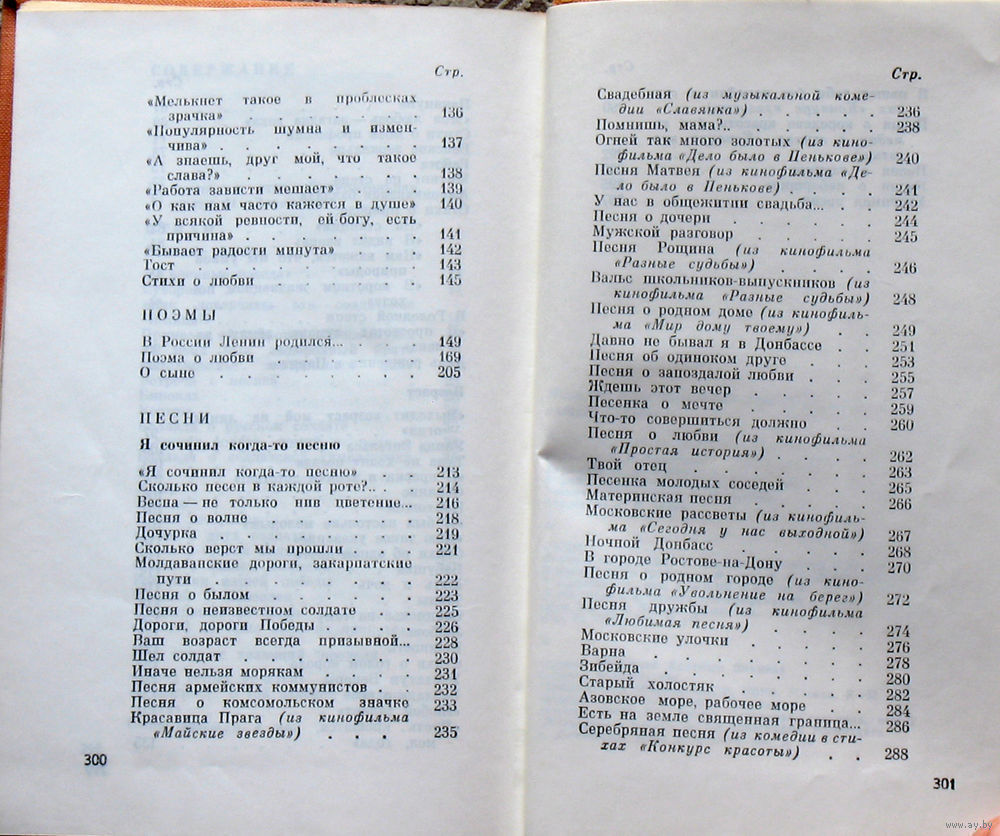 Стр.
«Мелькнет такое в проблесках
зрачка» . . . . . . . 136
«Популярность шумна и измен-
чива» . . . . . . . . 137
«А знаешь, друг мой, что такое
слава?» . . . . . . . 138
«Работа зависти мешает» . . . 139
«О как нам часто кажется в душе» 140
«У всякой ревности, ей-богу, есть
причина» . . . . . . . 141
«Бывает радости минута» . . . 142
Тост . . . . . . . . . 143
Стихи о любви . . . . . . 145
ПОЭМЫ
В России Ленин родился... . . . 149
Поэма о любви . . . . . . 169
О сыне . . . . . . . . 205
ПЕСНИ
Я сочинил когда-то песню
«Я сочинил когда-то песню» . . 213
Сколько песен в каждой роте?.. . 214
Весна — не только нив цветение... 216
Песня о волне . . . . . . 218
Дочурка . . . . . . . . 219
Сколько верст мы прошли . . . 221
Молдаванские дороги, закарпатские
пути . . . . . . . . 222
Песня о былом . . . . . . 223
Песня о неизвестном солдате . . 225
Дороги, дороги Победы . . . . 226
Ваш возраст всегда призывной. . 228
Шел солдат . . . . . . . 230
Иначе нельзя морякам . . . . 231
Песня армейских коммунистов . 232
Песня о комсомольском значке 233
Красавица Прага (из кинофильма
«Майские звезды») . . . . 235
300
Стр.
Свадебная (из музыкальной коме-
дии «Славянка») . . . . . 236
Помнишь, мама?.. . . . . . 238
Огней так много золотых (из кино-
фильма «Дело было в Пенькове») 240
Песня Матвея (из кинофильма «Де-
ло было в Пенькове) . . . . 241
У нас в общежитии свадьба... . . 242
Песня о дочери . . . . . . 244
Мужской разговор . . . . . 245
Песня Рощина (из кинофильма
«Разные судьбы») . . . . . 246
Вальс школьников-выпускников (из
кинофильма «Разные судьбы») 248
Песня о родном доме (из кинофиль-
ма «Мир дому твоему») . . 249
Давно не бывал я в Донбассе . . 251
Песня об одиноком друге . . . 253
Песня о запоздалой любви . . . 255
Ждешь этот вечер . . . . . 257
Песенка о мечте . . . . . 259
Что-то совершиться должно . . 260
Песня о любви (из кинофильма
«Простая история») . . . . 262
Твой отец . . . . . . . 263
Песенка молодых соседей . . . 265
Материнская песня . . . . . 266
Московские рассветы (из кинофиль-
ма «Сегодня у нас выходной») 267
Ночной Донбасс . . . . . . 268
В городе Ростове-на-Дону . . . 270
Песня о родном городе (из кино-
фильма «Увольнение на берег») 272
Песня дружбы (из кинофильма
«Любимая песня») . . . . 274
Московские улочки . . . . . 276
Варна . . . . . . . . 278
Зибейда . . . . . . . . 280
Старый холостяк . . . . . 282
Азовское море, рабочее море . . 284
Есть на земле священная граница... 286
Серебряная песня (из комедии в сти-
хах «Конкурс красоты») . . 288
301
www.ay.by